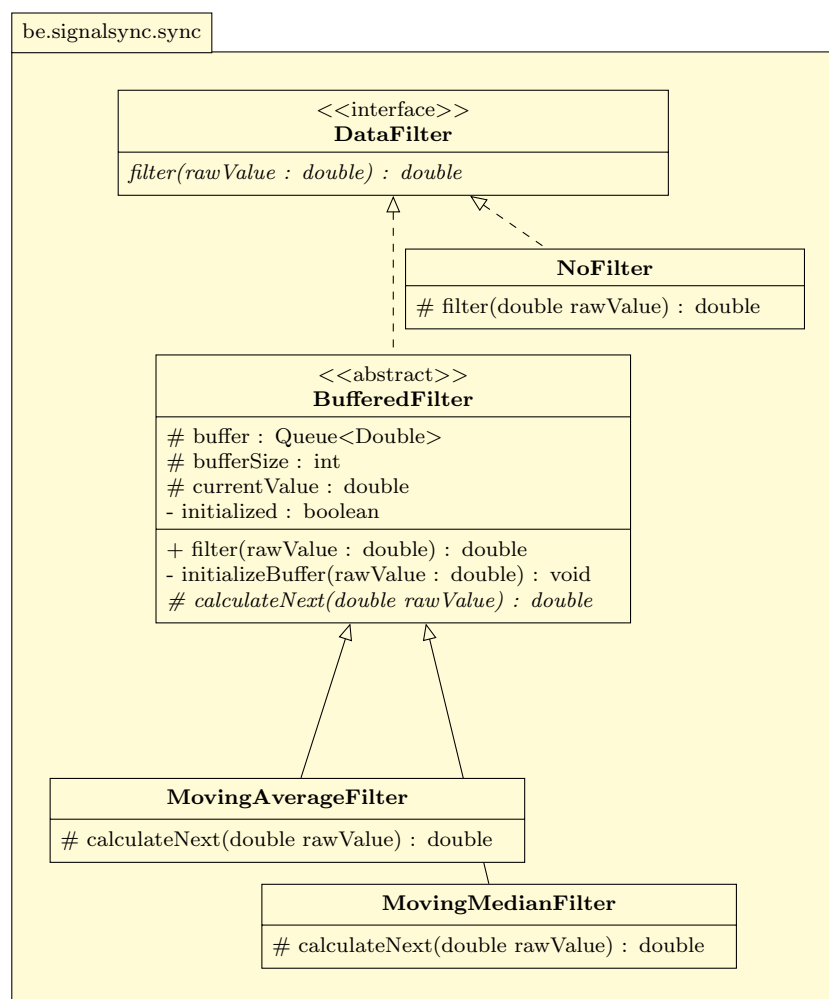 be.signalsync.sync
<<interface>>
DataFilter
filter(rawValue : double) : double
NoFilter
# filter(double rawValue) : double
<<abstract>>
BufferedFilter
# buffer : Queue<Double>
# bufferSize : int
# currentValue : double
- initialized : boolean
+ filter(rawValue : double) : double
- initializeBuffer(rawValue : double) : void
# calculateNext(double rawValue) : double
MovingAverageFilter
# calculateNext(double rawValue) : double
MovingMedianFilter
# calculateNext(double rawValue) : double